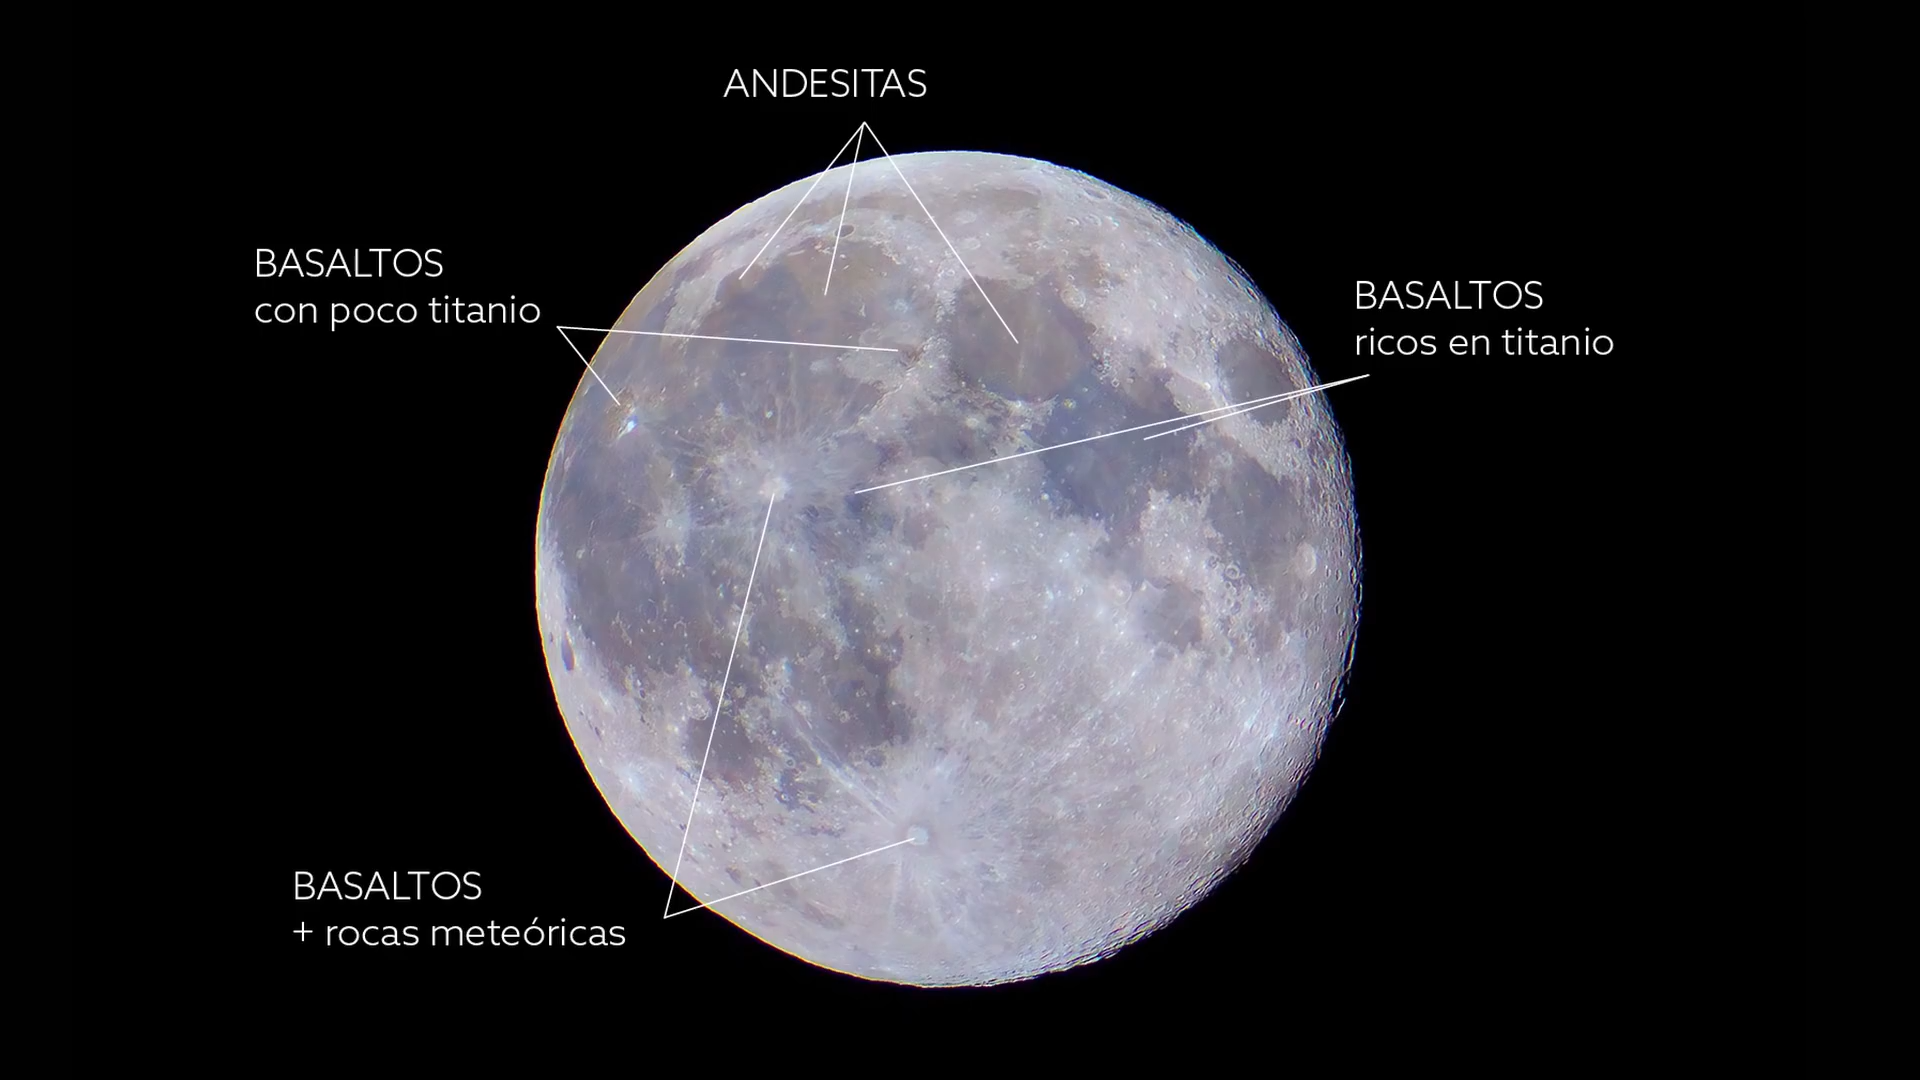 ANDESITAS
BASALTOS
con poco titanio
BASALTOS
ricos en titanio
BASALTOS
+ rocas meteóricas